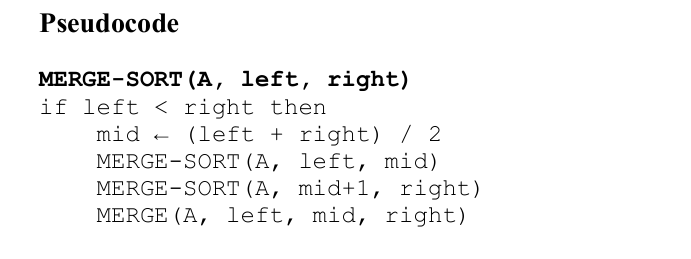 Pseudocode
MERGE-SORT(A, left, right)
if left < right then
    mid ← (left + right) / 2
    MERGE-SORT(A, left, mid)
    MERGE-SORT(A, mid+1, right)
    MERGE(A, left, mid, right)